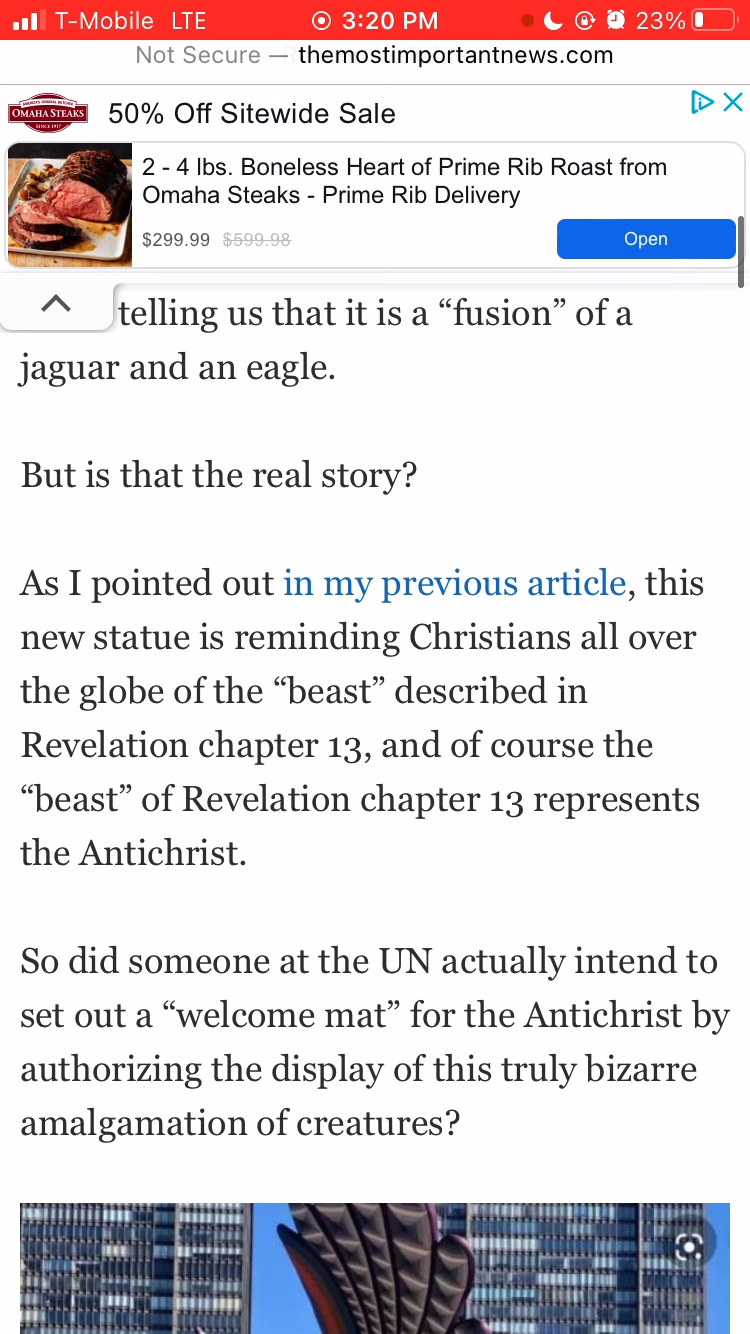 T-Mobile LTE 3:20 PM 23%
Not Secure — themostimportantnews.com
AMERICA'S ORIGINAL BUTCHER
OMAHA STEAKS
SINCE 1917
50% Off Sitewide Sale
2 - 4 lbs. Boneless Heart of Prime Rib Roast from
Omaha Steaks - Prime Rib Delivery
$299.99 $599.98
Open
telling us that it is a “fusion” of a
jaguar and an eagle.
But is that the real story?
As I pointed out in my previous article, this
new statue is reminding Christians all over
the globe of the “beast” described in
Revelation chapter 13, and of course the
“beast” of Revelation chapter 13 represents
the Antichrist.
So did someone at the UN actually intend to
set out a “welcome mat” for the Antichrist by
authorizing the display of this truly bizarre
amalgamation of creatures?